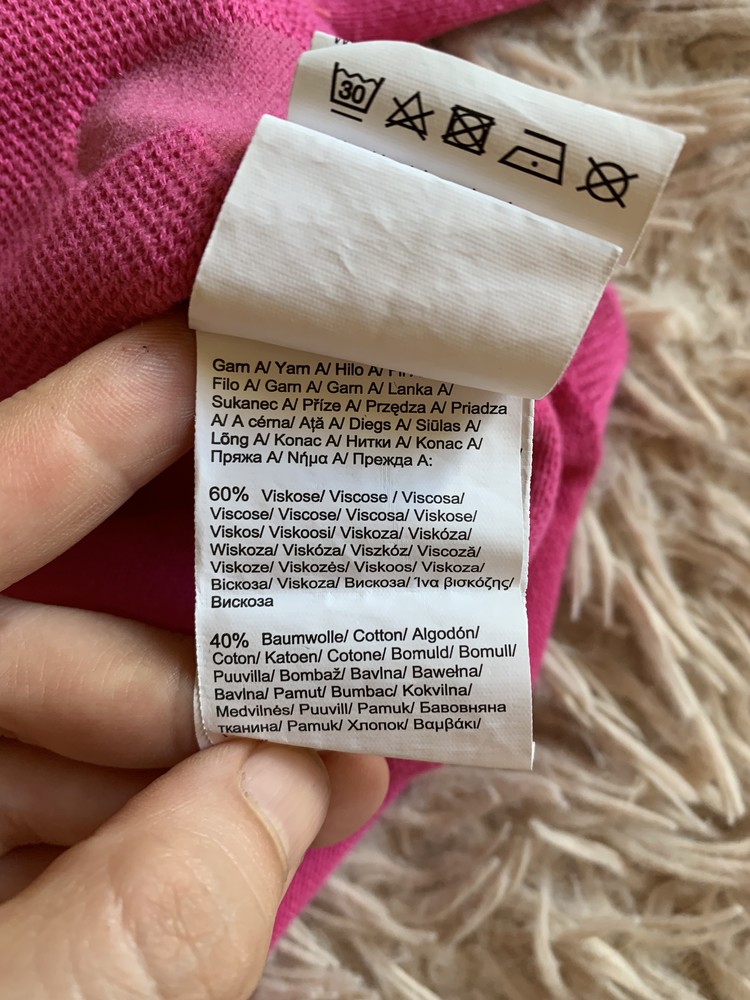 30
Garn A/ Yarn A/ Hilo A/
Filo A/ Garn A/ Garn A/ Lanka A/
Sukanec A/ Příze A/ Przędza A/ Priadza
A/ A cérna/ Ață A/ Diegs A/ Siūlas A/
Lõng A/ Konac A/ Нитки A/ Konac A/
Пряжа A/ Νήμα A/ Прежда A:
60% Viskose/ Viscose / Viscosa/
Viscose/ Viscose/ Viscosa/ Viskose/
Viskos/ Viskoosi/ Viskoza/ Viskóza/
Wiskoza/ Viskóza/ Viszkóz/ Viscoză/
Viskoze/ Viskozės/ Viskoos/ Viskoza/
Віскоза/ Viskoza/ Вискоза/ Ίνα βισκόζης/
Вискоза
40% Baumwolle/ Cotton/ Algodón/
Coton/ Katoen/ Cotone/ Bomuld/ Bomull/
Puuvilla/ Bombaž/ Bavlna/ Bawełna/
Bavlna/ Pamut/ Bumbac/ Kokvilna/
Medvilnės/ Puuvill/ Pamuk/ Бавовняна
тканина/ Pamuk/ Хлопок/ Βαμβάκι/